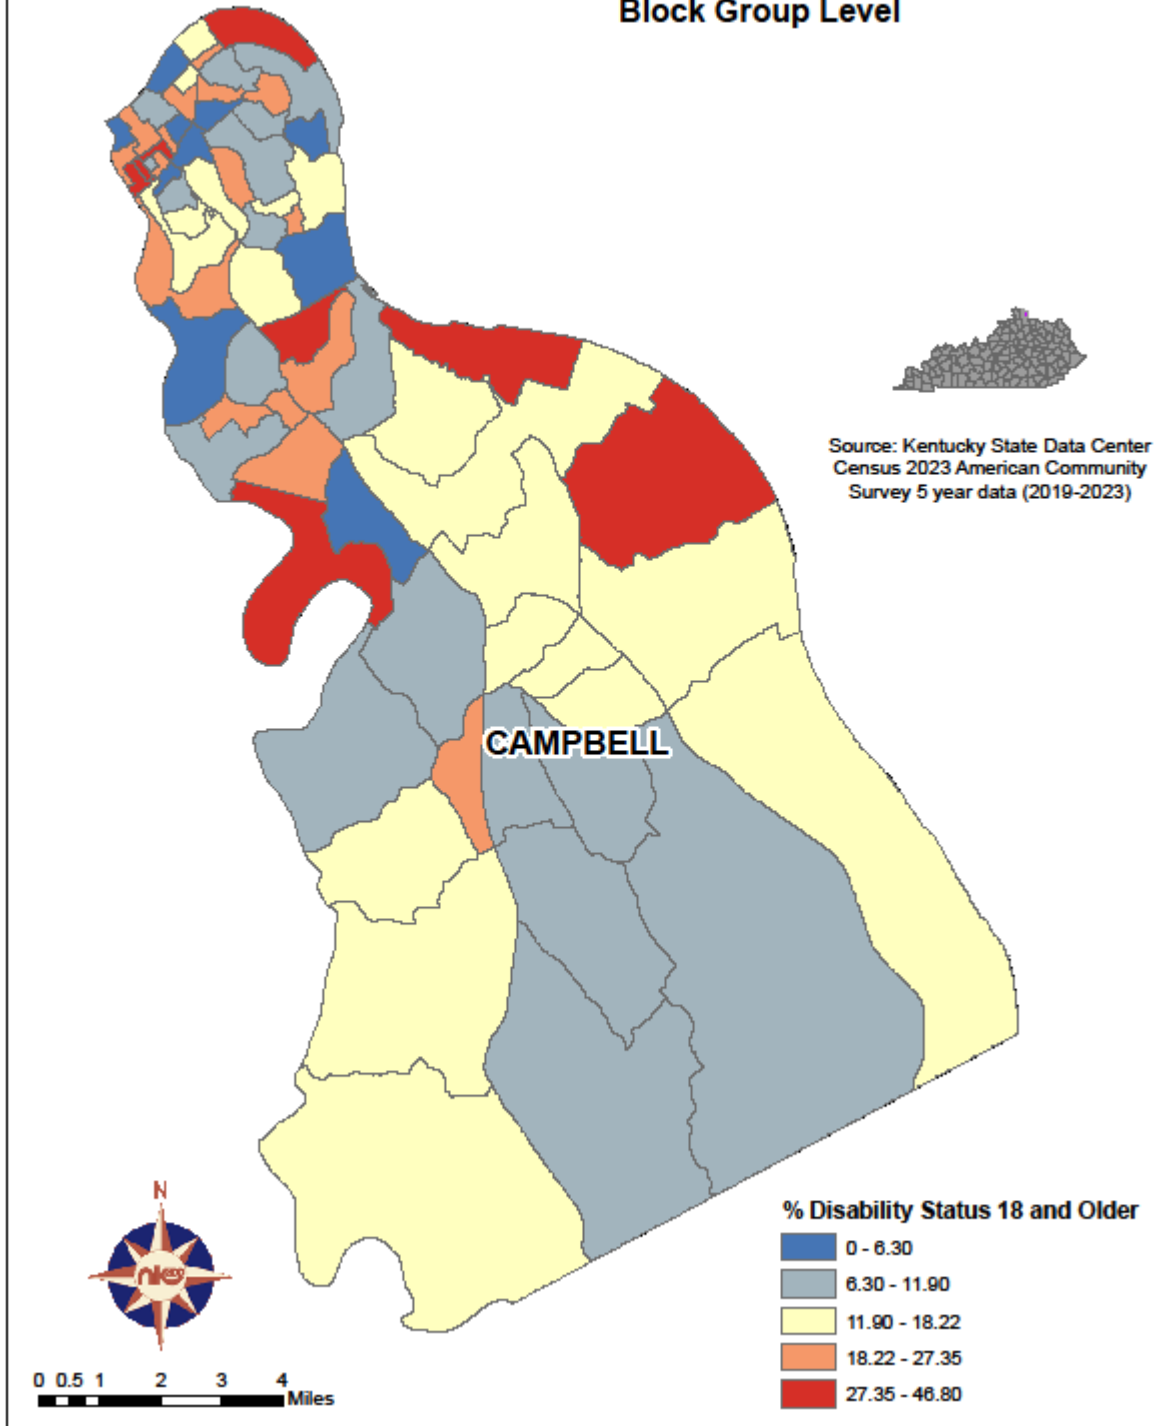 Block Group Level
Source: Kentucky State Data Center
Census 2023 American Community
Survey 5 year data (2019-2023)
CAMPBELL
N
% Disability Status 18 and Older
0 - 6.30
6.30 - 11.90
11.90 - 18.22
18.22 - 27.35
27.35 - 46.80
0 0.5 1 2 3 4
Miles